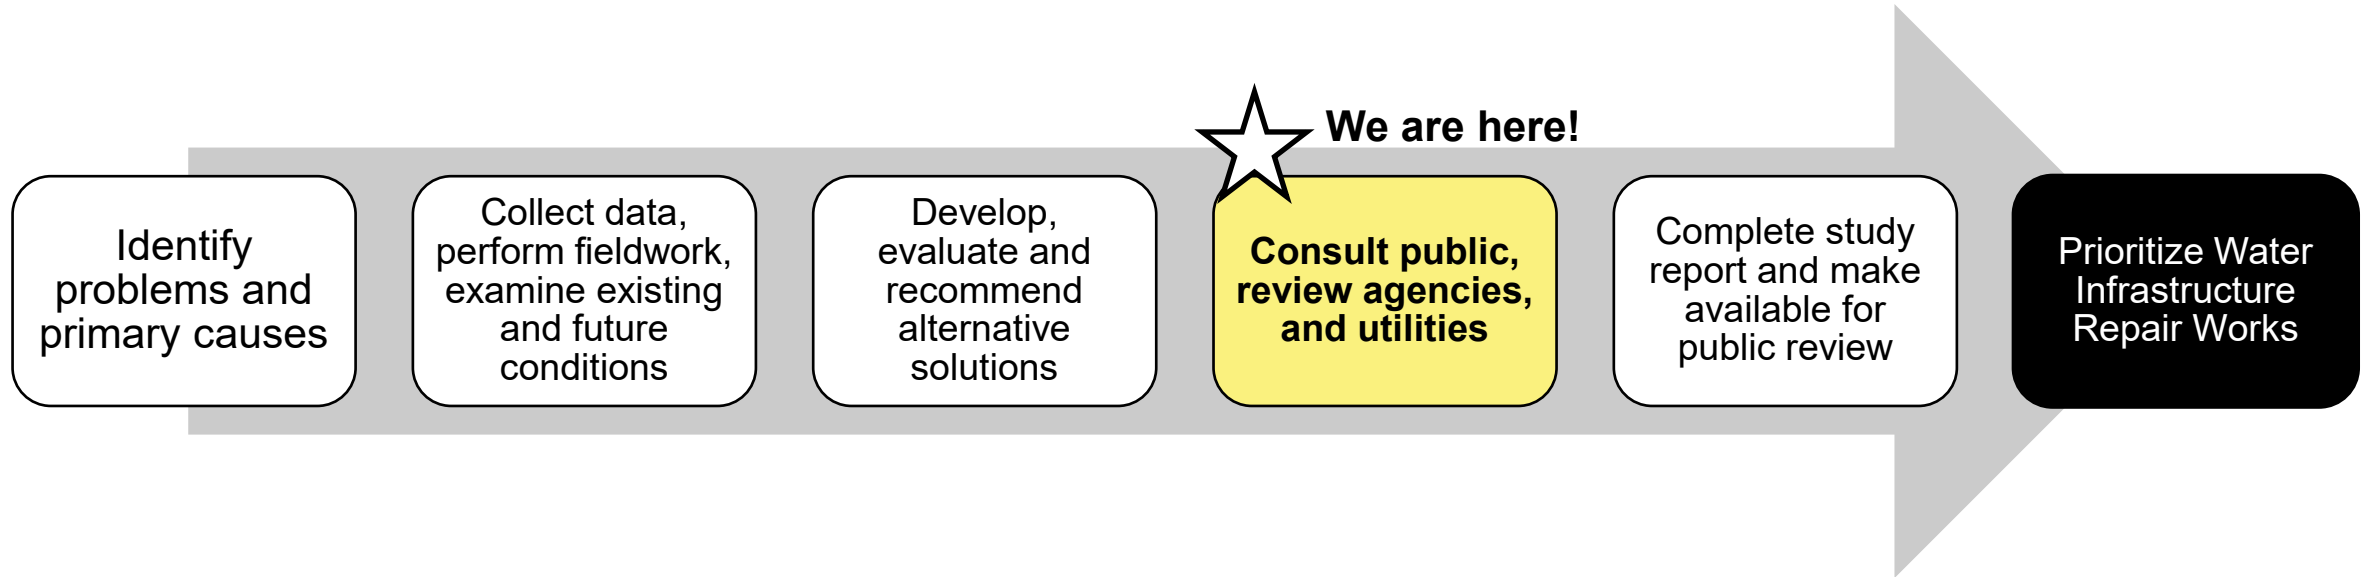 We are here!
Identify
problems and
primary causes
Collect data,
perform fieldwork,
examine existing
and future
conditions
Develop,
evaluate and
recommend
alternative
solutions
Consult public,
review agencies,
and utilities
Complete study
report and make
available for
public review
Prioritize Water
Infrastructure
Repair Works